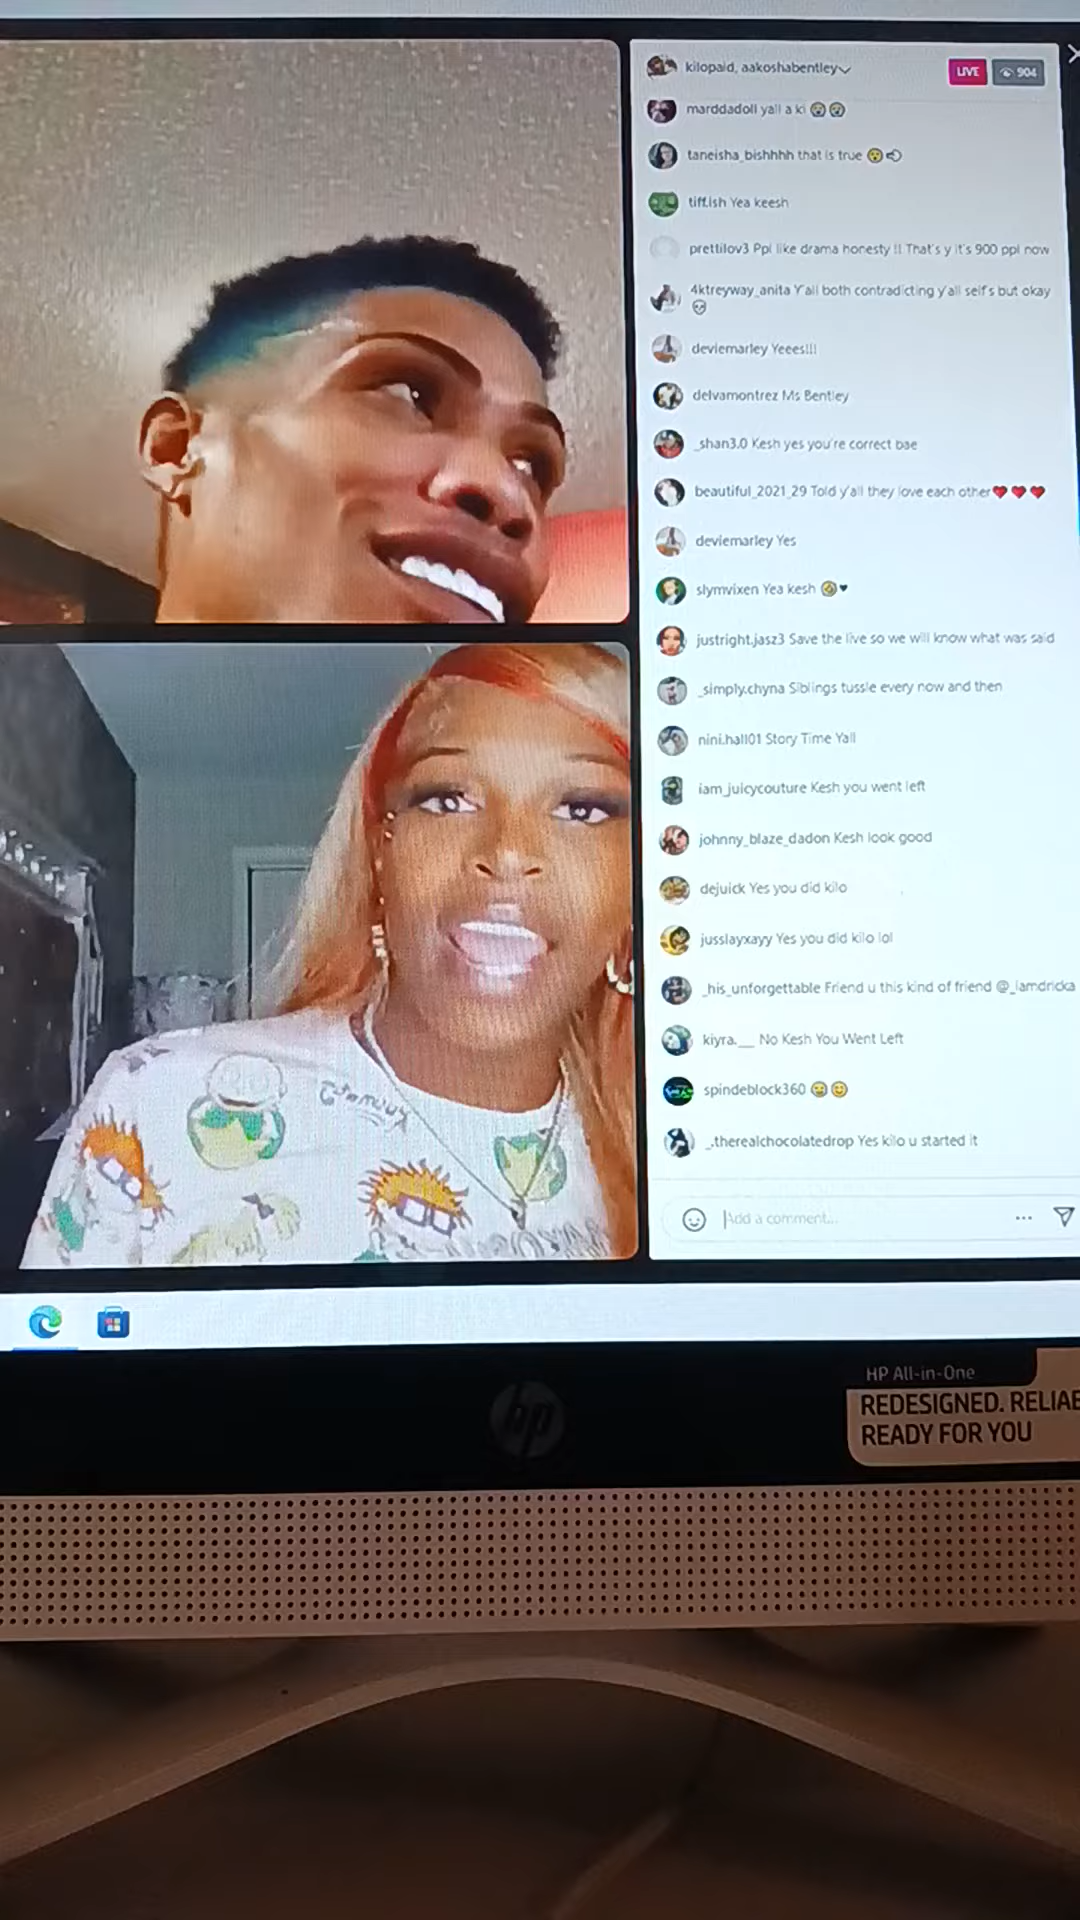 kilopaid, aakoshabentley
LIVE
904
marddadoll yall a ki 😲😲
taneisha_bishhhh that is true
tiff.ish Yea keesh
prettilov3 Ppl like drama honesty !! That's y it's 900 ppl now
4ktreyway_anita Y'all both contradicting y'all self's but okay
💀
deviemarley Yeees!!!
delvamontrez Ms Bentley
_shan3.0 Kesh yes you're correct bae
beautiful_2021_29 Told y'all they love each other❤️❤️❤️
deviemarley Yes
slymvixen Yea kesh
justright.jasz3 Save the live so we will know what was said
_simply.chyna Siblings tussle every now and then
nini.hall01 Story Time Yall
iam_juicycouture Kesh you went left
johnny_blaze_dadon Kesh look good
dejuick Yes you did kilo
jusslayxayy Yes you did kilo lol
_his_unforgettable Friend u this kind of friend @_iamdricka
kiyra.__ No Kesh You Went Left
spindeblock360
_.therealchocolatedrop Yes kilo u started it
Add a comment...
HP All-in-One
REDESIGNED. RELIAB
READY FOR YOU
hp